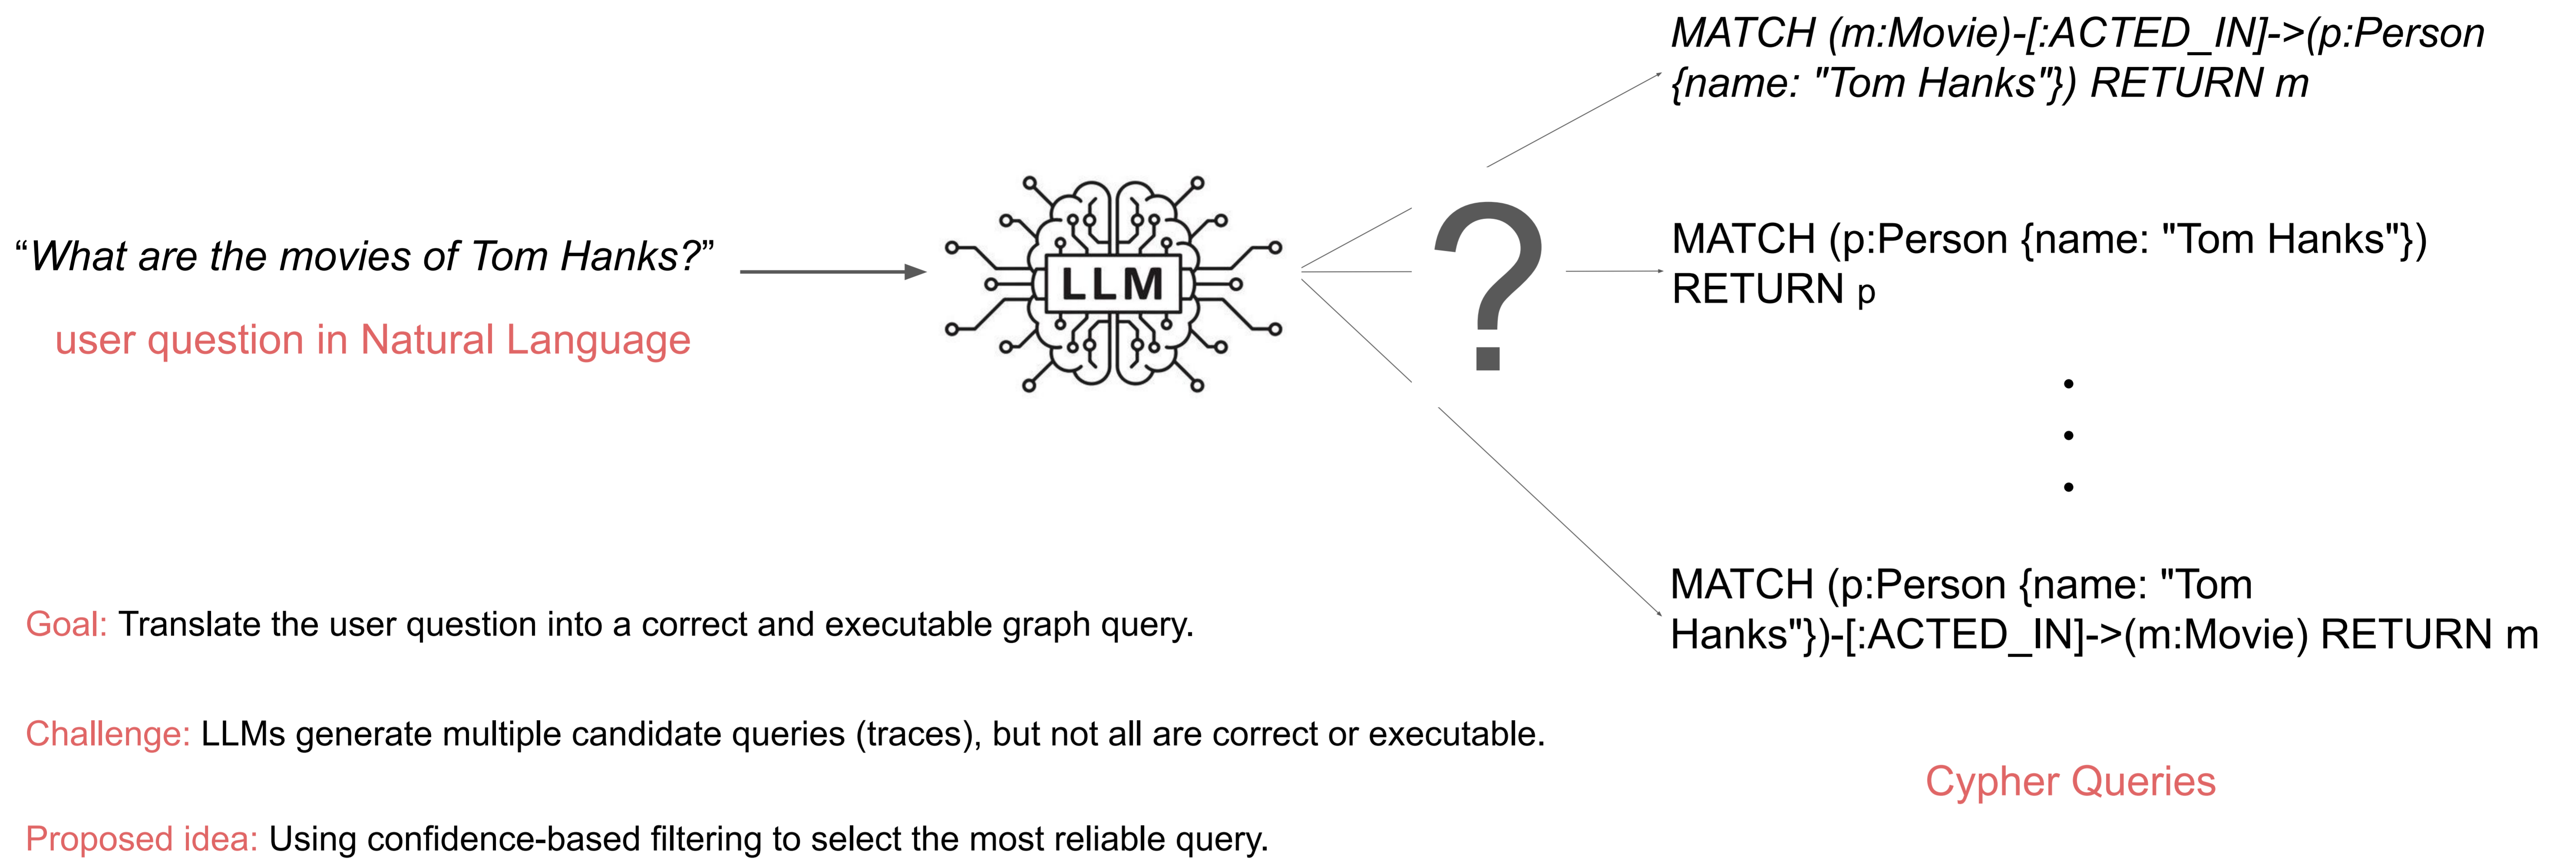 MATCH (m:Movie)-[:ACTED_IN]->(p:Person
{name: "Tom Hanks"}) RETURN m
“What are the movies of Tom Hanks?”
user question in Natural Language
LLM
?
MATCH (p:Person {name: "Tom Hanks"})
RETURN p
MATCH (p:Person {name: "Tom
Hanks"})-[:ACTED_IN]->(m:Movie) RETURN m
Goal: Translate the user question into a correct and executable graph query.
Challenge: LLMs generate multiple candidate queries (traces), but not all are correct or executable.
Cypher Queries
Proposed idea: Using confidence-based filtering to select the most reliable query.